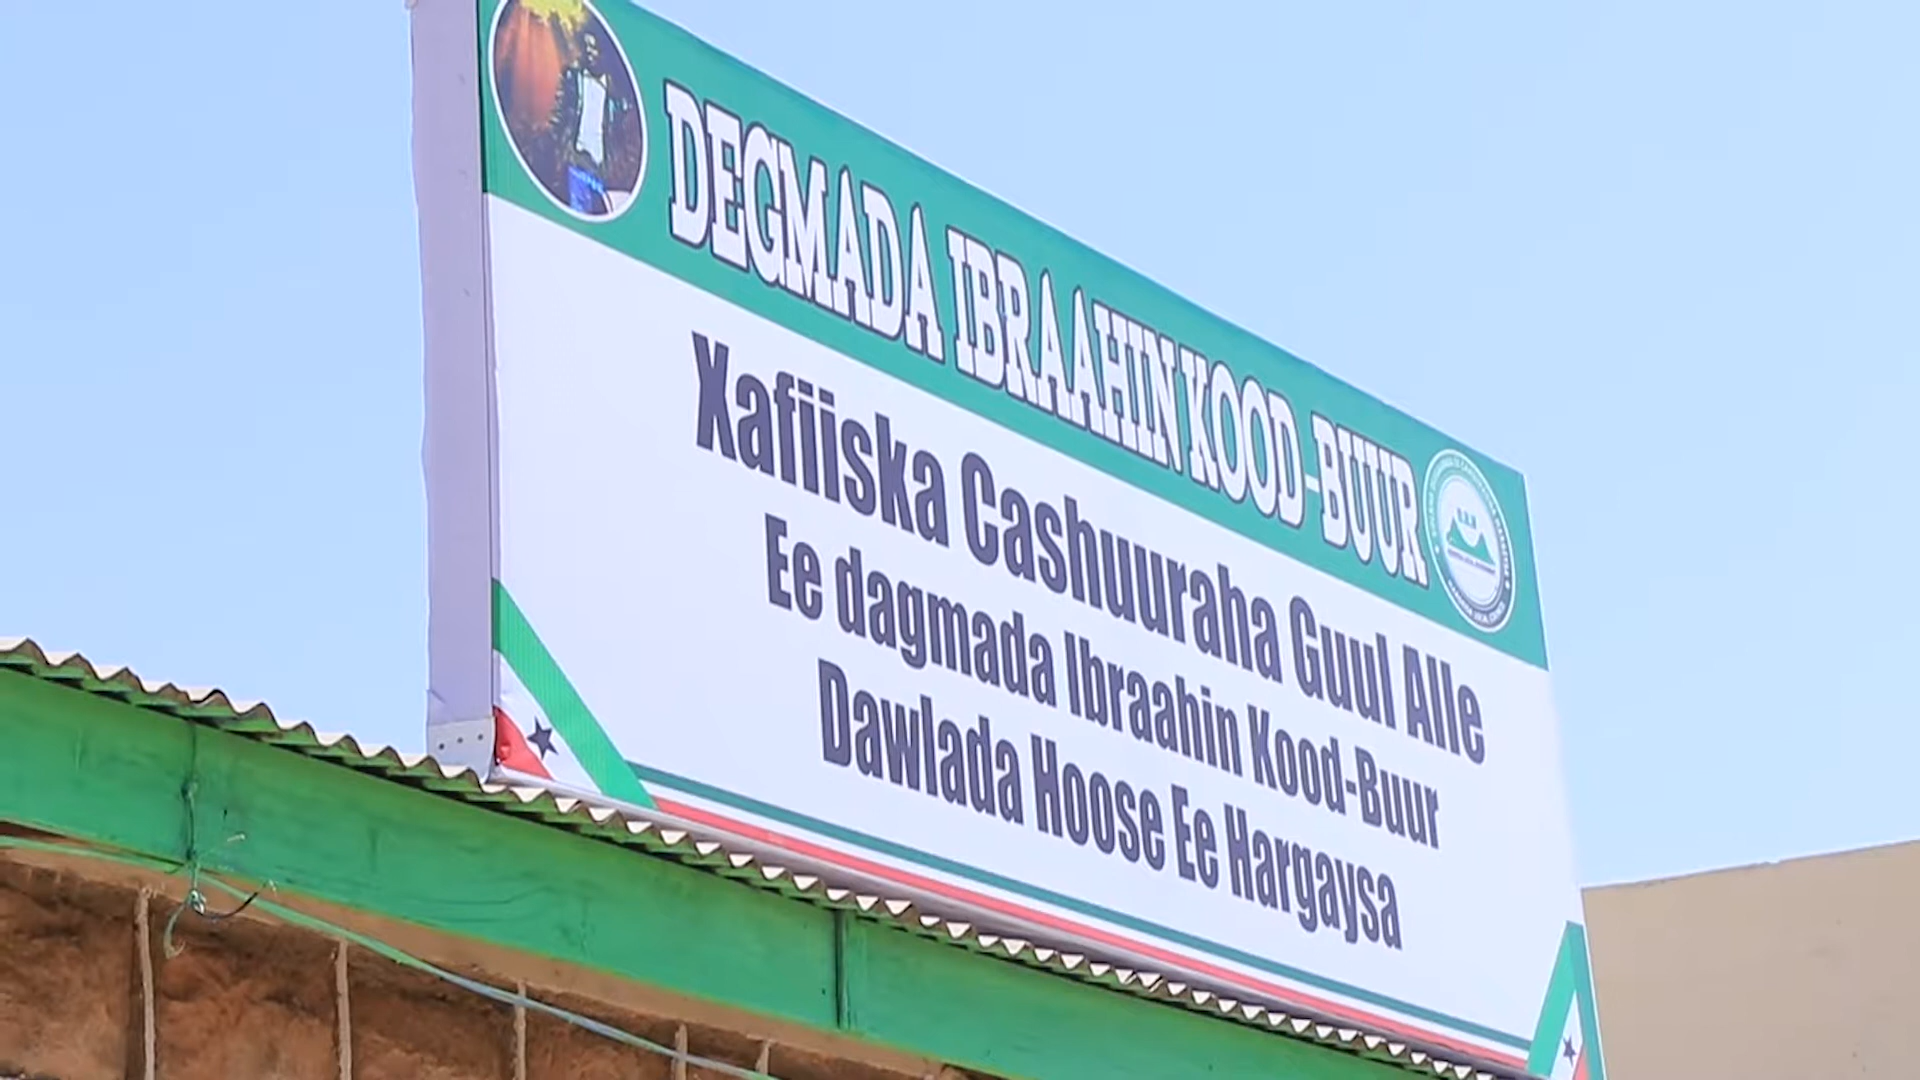 DEGMADA IBRAAHIN KOOD-BUUR
Xafiiska Cashuuraha Guul Alle
Ee dagmada Ibraahin Kood-Buur
Dawlada Hoose Ee Hargaysa